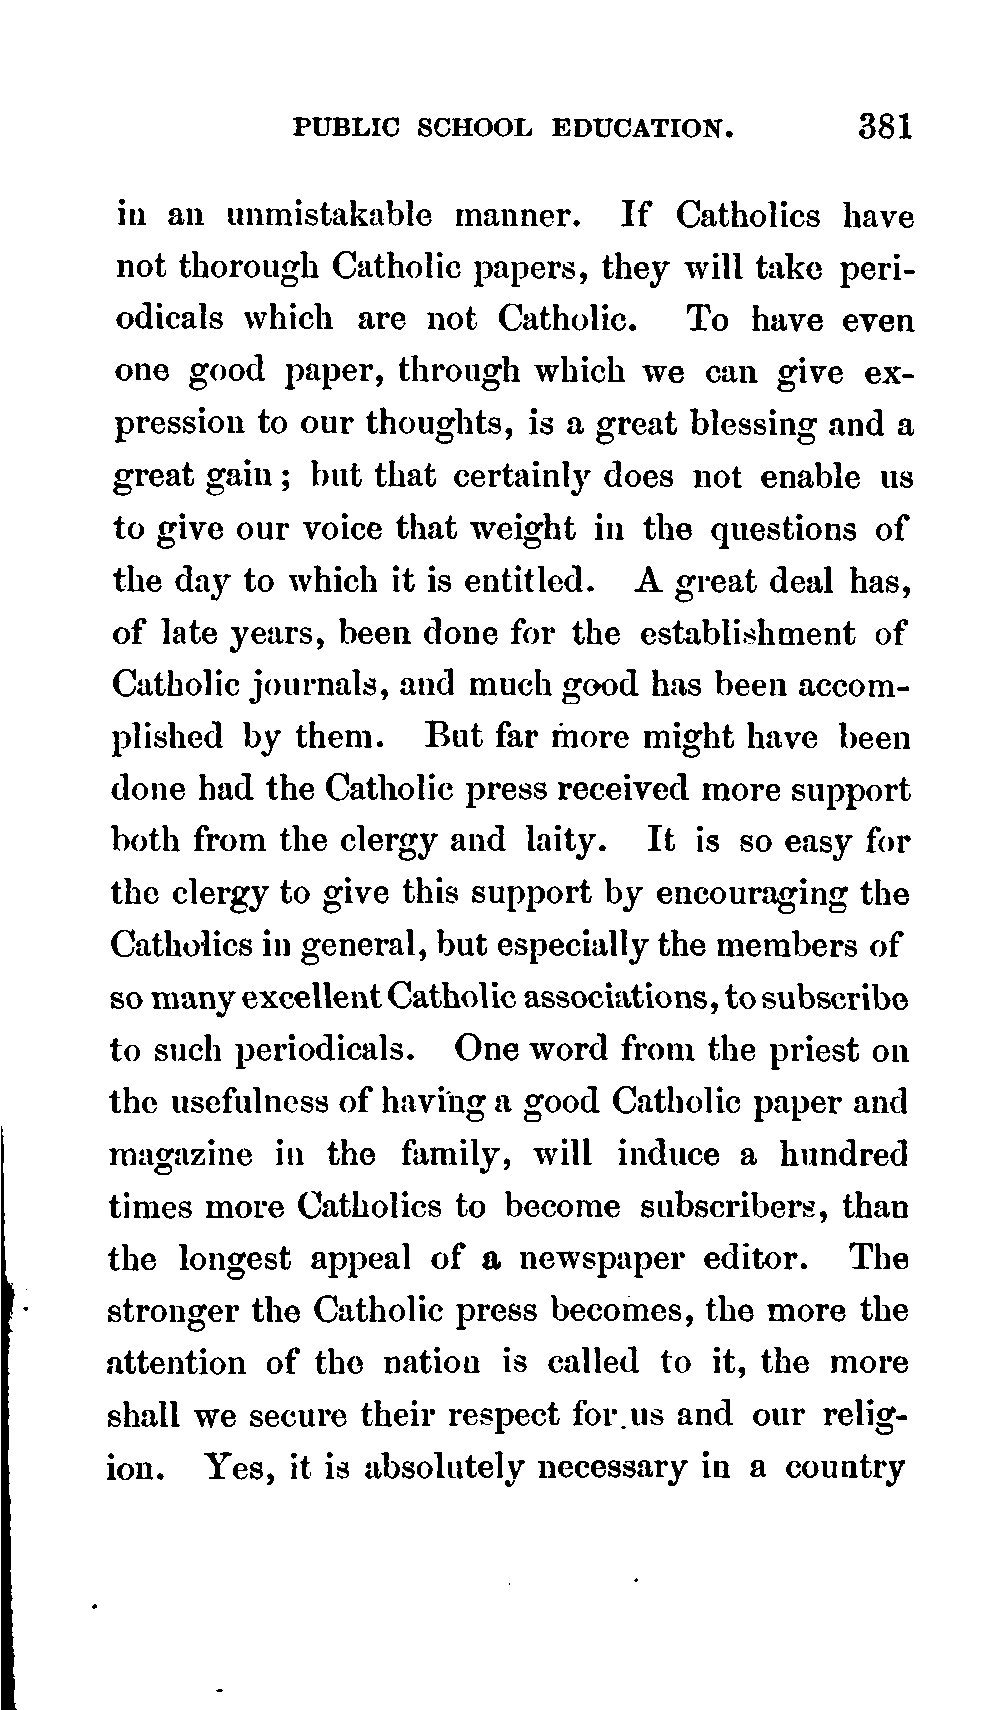 PUBLIC SCHOOL EDUCATION. 381
in an unmistakable manner. If Catholics have
not thorough Catholic papers, they will take peri-
odicals which are not Catholic. To have even
one good paper, through which we can give ex-
pression to our thoughts, is a great blessing and a
great gain; but that certainly does not enable us
to give our voice that weight in the questions of
the day to which it is entitled. A great deal has,
of late years, been done for the establishment of
Catholic journals, and much good has been accom-
plished by them. But far more might have been
done had the Catholic press received more support
both from the clergy and laity. It is so easy for
the clergy to give this support by encouraging the
Catholics in general, but especially the members of
so many excellent Catholic associations, to subscribe
to such periodicals. One word from the priest on
the usefulness of having a good Catholic paper and
magazine in the family, will induce a hundred
times more Catholics to become subscribers, than
the longest appeal of a newspaper editor. The
stronger the Catholic press becomes, the more the
attention of the nation is called to it, the more
shall we secure their respect for us and our relig-
ion. Yes, it is absolutely necessary in a country